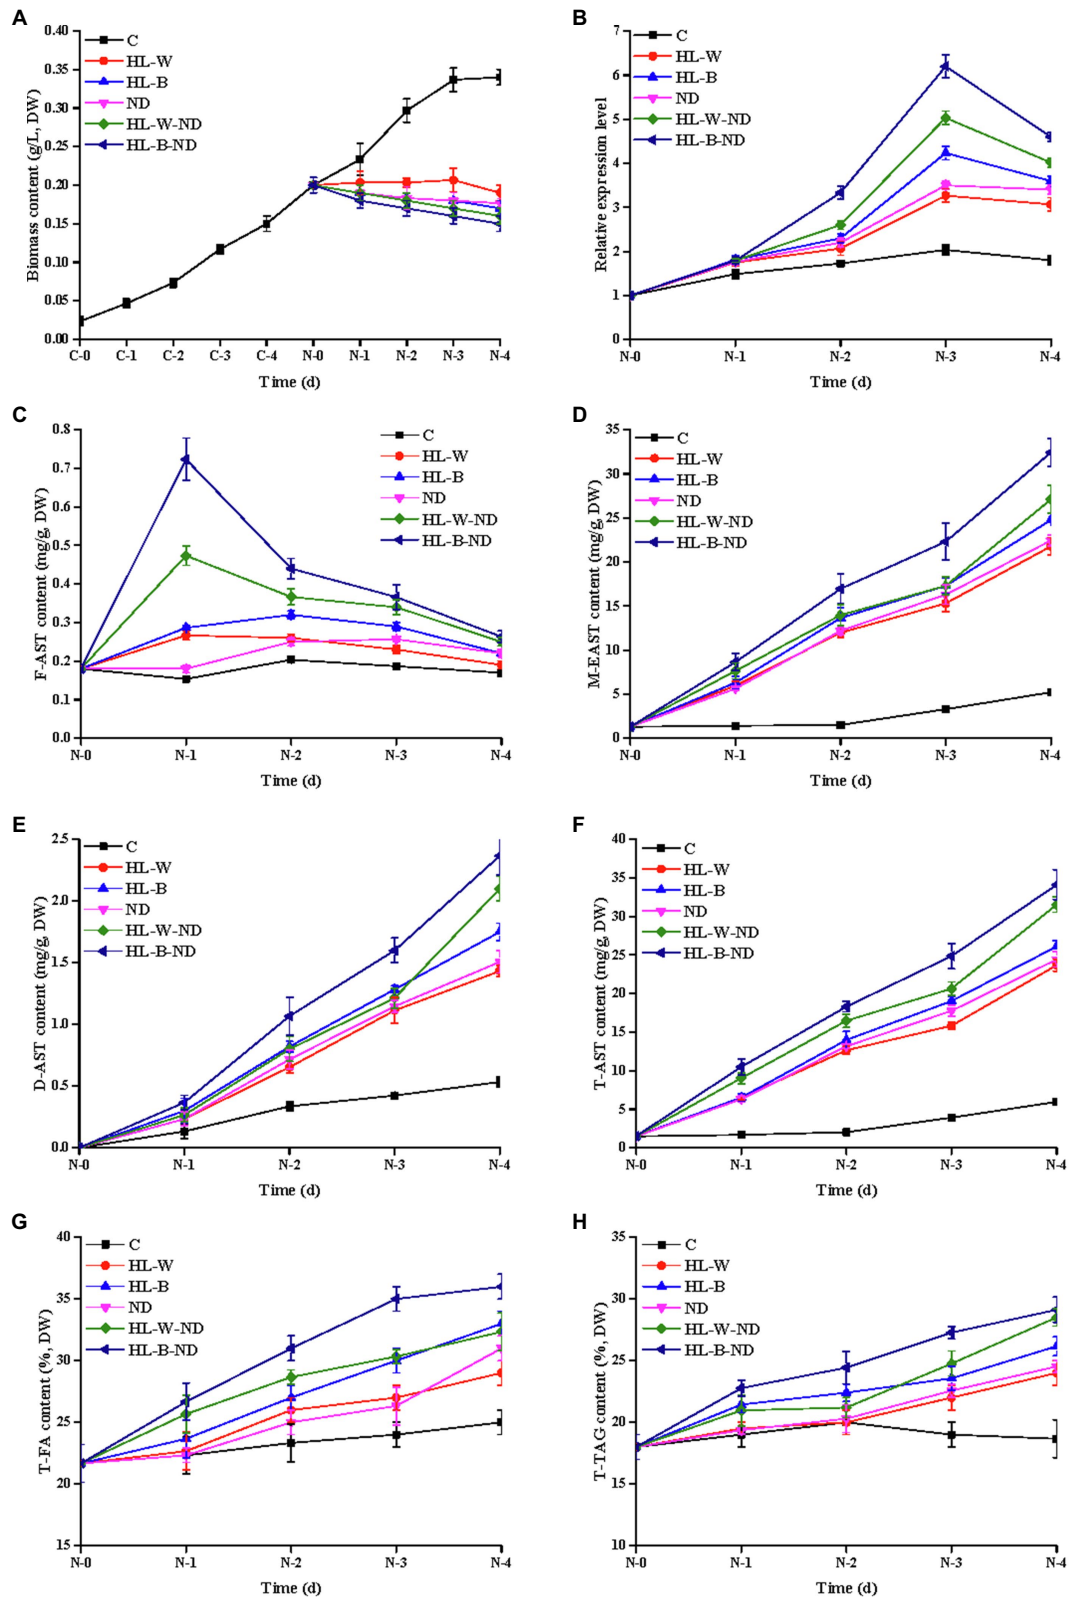 A
Biomass content (g/L, DW)
0.40
0.35
0.30
0.25
0.20
0.15
0.10
0.05
0.00
C
HL-W
HL-B
ND
HL-W-ND
HL-B-ND
C-0 C-1 C-2 C-3 C-4 N-0 N-1 N-2 N-3 N-4
Time (d)
B
Relative expression level
7
6
5
4
3
2
1
0
C
HL-W
HL-B
ND
HL-W-ND
HL-B-ND
N-0 N-1 N-2 N-3 N-4
Time (d)
C
F-AST content (mg/g, DW)
0.8
0.7
0.6
0.5
0.4
0.3
0.2
0.1
0.0
C
HL-W
HL-B
ND
HL-W-ND
HL-B-ND
N-0 N-1 N-2 N-3 N-4
Time (d)
D
M-EAST content (mg/g, DW)
35
30
25
20
15
10
5
0
C
HL-W
HL-B
ND
HL-W-ND
HL-B-ND
N-0 N-1 N-2 N-3 N-4
Time (d)
E
D-AST content (mg/g, DW)
2.5
2.0
1.5
1.0
0.5
0.0
C
HL-W
HL-B
ND
HL-W-ND
HL-B-ND
N-0 N-1 N-2 N-3 N-4
Time (d)
F
T-AST content (mg/g, DW)
40
35
30
25
20
15
10
5
0
C
HL-W
HL-B
ND
HL-W-ND
HL-B-ND
N-0 N-1 N-2 N-3 N-4
Time (d)
G
T-FA content (%, DW)
40
35
30
25
20
15
C
HL-W
HL-B
ND
HL-W-ND
HL-B-ND
N-0 N-1 N-2 N-3 N-4
Time (d)
H
T-TAG content (%, DW)
35
30
25
20
15
10
C
HL-W
HL-B
ND
HL-W-ND
HL-B-ND
N-0 N-1 N-2 N-3 N-4
Time (d)